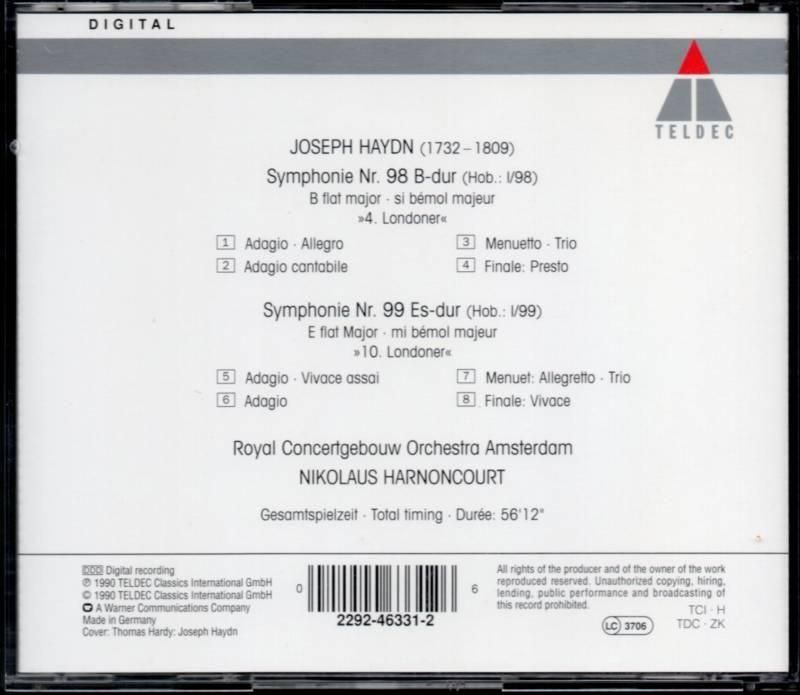 DIGITAL
TELDEC
JOSEPH HAYDN (1732–1809)
Symphonie Nr. 98 B-dur (Hob.: I/98)
B flat major · si bémol majeur
»4. Londoner«
1 Adagio · Allegro
2 Adagio cantabile
3 Menuetto · Trio
4 Finale: Presto
Symphonie Nr. 99 Es-dur (Hob.: I/99)
E flat Major · mi bémol majeur
»10. Londoner«
5 Adagio · Vivace assai
6 Adagio
7 Menuet: Allegretto · Trio
8 Finale: Vivace
Royal Concertgebouw Orchestra Amsterdam
NIKOLAUS HARNONCOURT
Gesamtspielzeit · Total timing · Durée: 56'12"
DDD Digital recording
℗ 1990 TELDEC Classics International GmbH
© 1990 TELDEC Classics International GmbH
A Warner Communications Company
Made in Germany
Cover: Thomas Hardy: Joseph Haydn
0 6
2292-46331-2
All rights of the producer and of the owner of the work
reproduced reserved. Unauthorized copying, hiring,
lending, public performance and broadcasting of
this record prohibited.
TCI · H
LC 3706
TDC · ZK